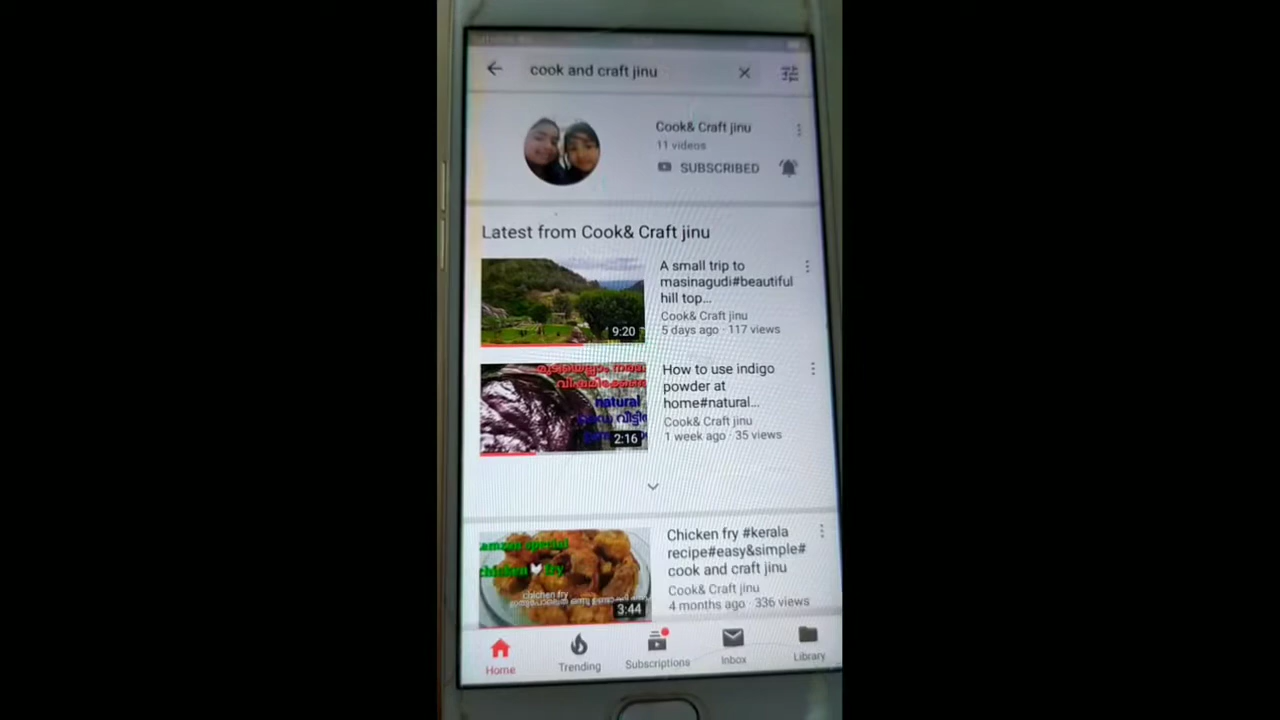 cook and craft jinu
Cook& Craft jinu
11 videos
SUBSCRIBED
Latest from Cook& Craft jinu
A small trip to
masinagudi#beautiful
hill top...
Cook& Craft jinu
5 days ago · 117 views
9:20
How to use indigo
powder at
home#natural...
Cook& Craft jinu
1 week ago · 35 views
natural
2:16
Chicken fry #kerala
recipe#easy&simple#
cook and craft jinu
Cook& Craft jinu
4 months ago · 336 views
special
chicken fry
chichen fry
3:44
Home
Trending
Subscriptions
Inbox
Library